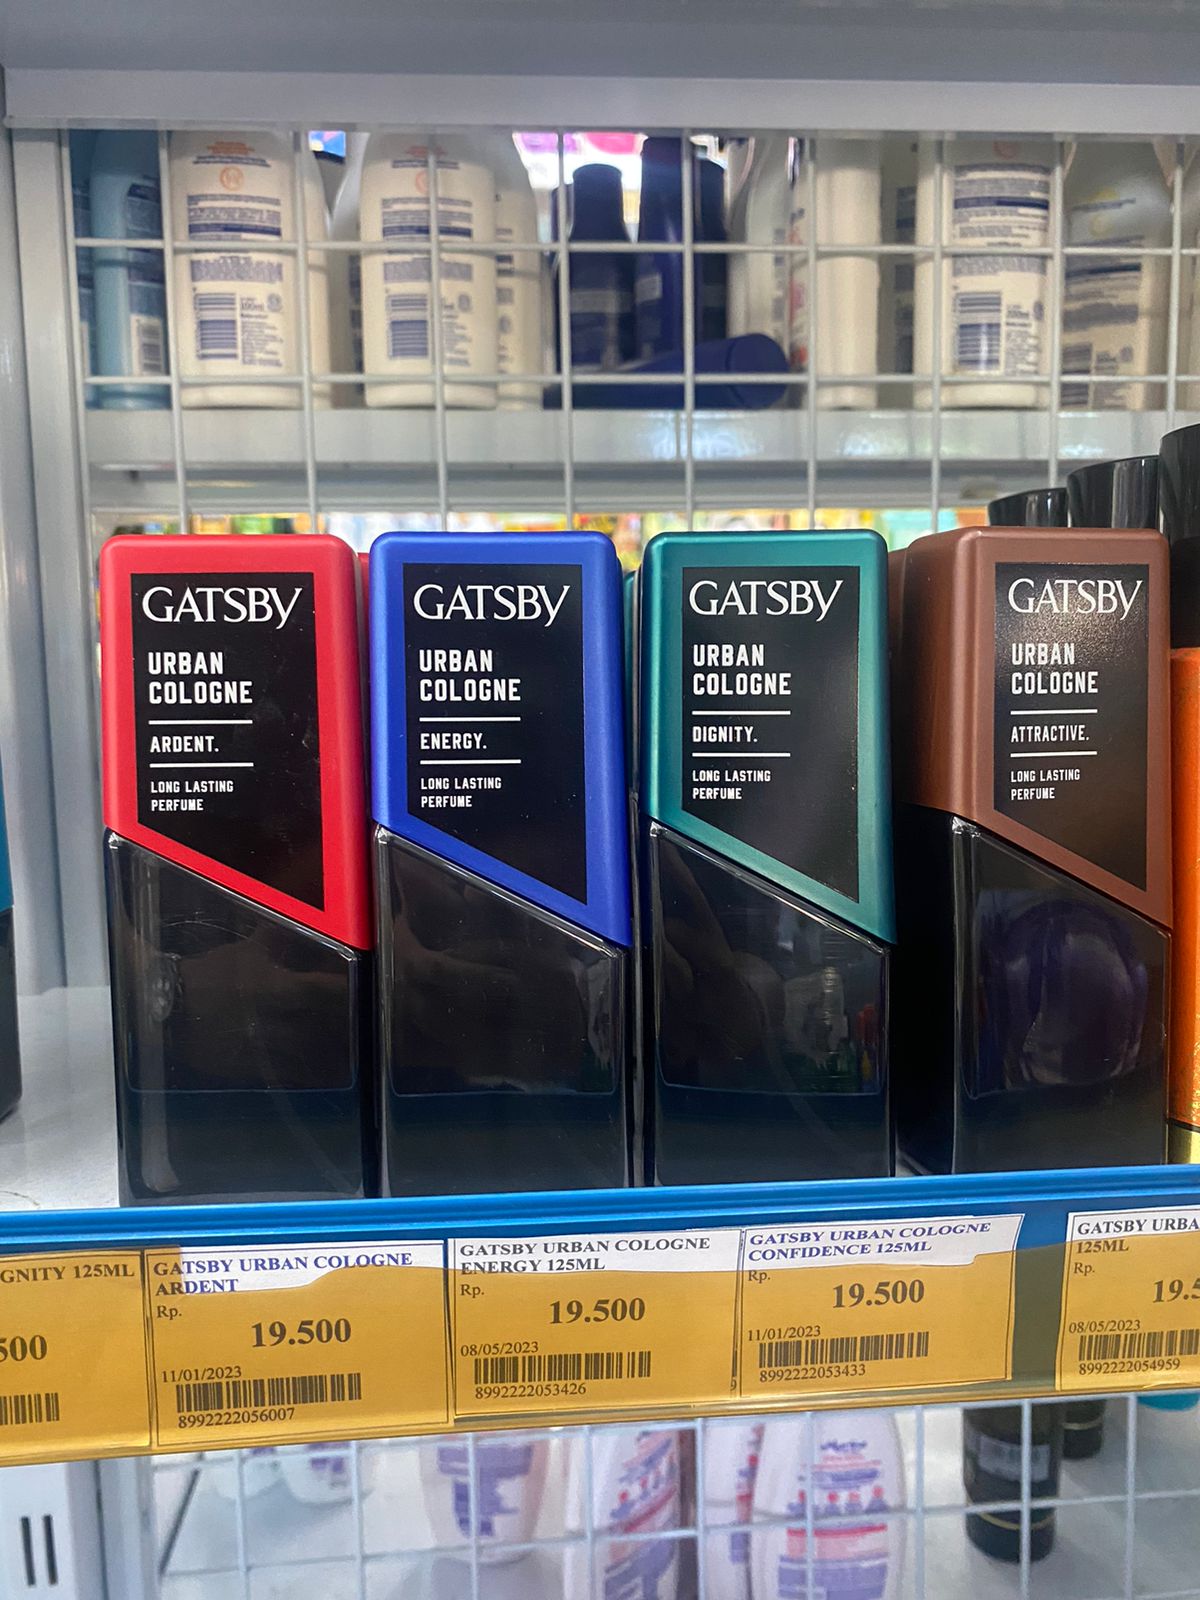 GATSBY
URBAN
COLOGNE
ARDENT.
LONG LASTING
PERFUME
GATSBY
URBAN
COLOGNE
ENERGY.
LONG LASTING
PERFUME
GATSBY
URBAN
COLOGNE
DIGNITY.
LONG LASTING
PERFUME
GATSBY
URBAN
COLOGNE
ATTRACTIVE.
LONG LASTING
PERFUME
GNITY 125ML
500
GATSBY URBAN COLOGNE
ARDENT
Rp.
19.500
11/01/2023
8992222056007
GATSBY URBAN COLOGNE
ENERGY 125ML
Rp.
19.500
08/05/2023
8992222053426
GATSBY URBAN COLOGNE
CONFIDENCE 125ML
Rp.
19.500
11/01/2023
8992222053433
GATSBY URBA
125ML
Rp.
19.5
08/05/2023
8992222054959